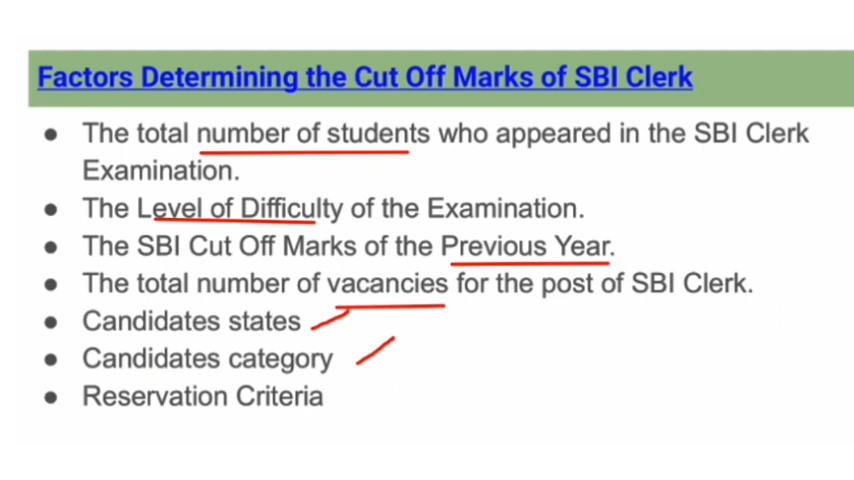 Factors Determining the Cut Off Marks of SBI Clerk
● The total number of students who appeared in the SBI Clerk
Examination.
● The Level of Difficulty of the Examination.
● The SBI Cut Off Marks of the Previous Year.
● The total number of vacancies for the post of SBI Clerk.
● Candidates states
● Candidates category
● Reservation Criteria